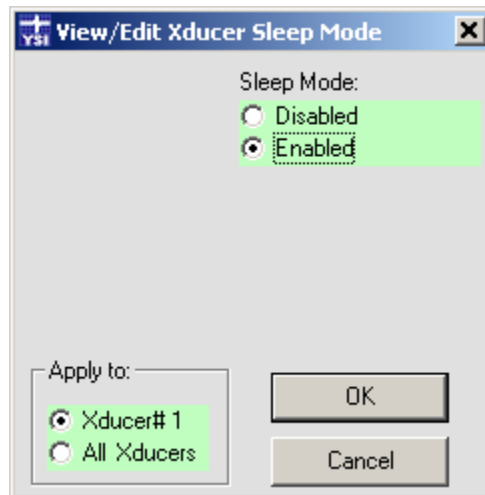 YSI View/Edit Xducer Sleep Mode
Sleep Mode:
Disabled
Enabled
Apply to:
Xducer# 1
All Xducers
OK
Cancel